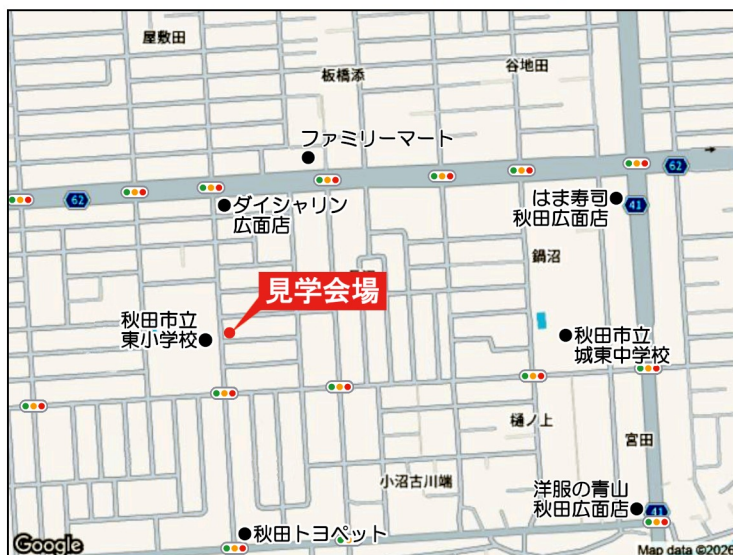 屋敷田
板橋添
谷地田
ファミリーマート
62
62
ダイシャリン
広面店
はま寿司
秋田広面店
41
鍋沼
見学会場
秋田市立
東小学校
秋田市立
城東中学校
樋ノ上
宮田
小沼古川端
洋服の青山
秋田広面店
41
秋田トヨペット
Google
Map data ©2026